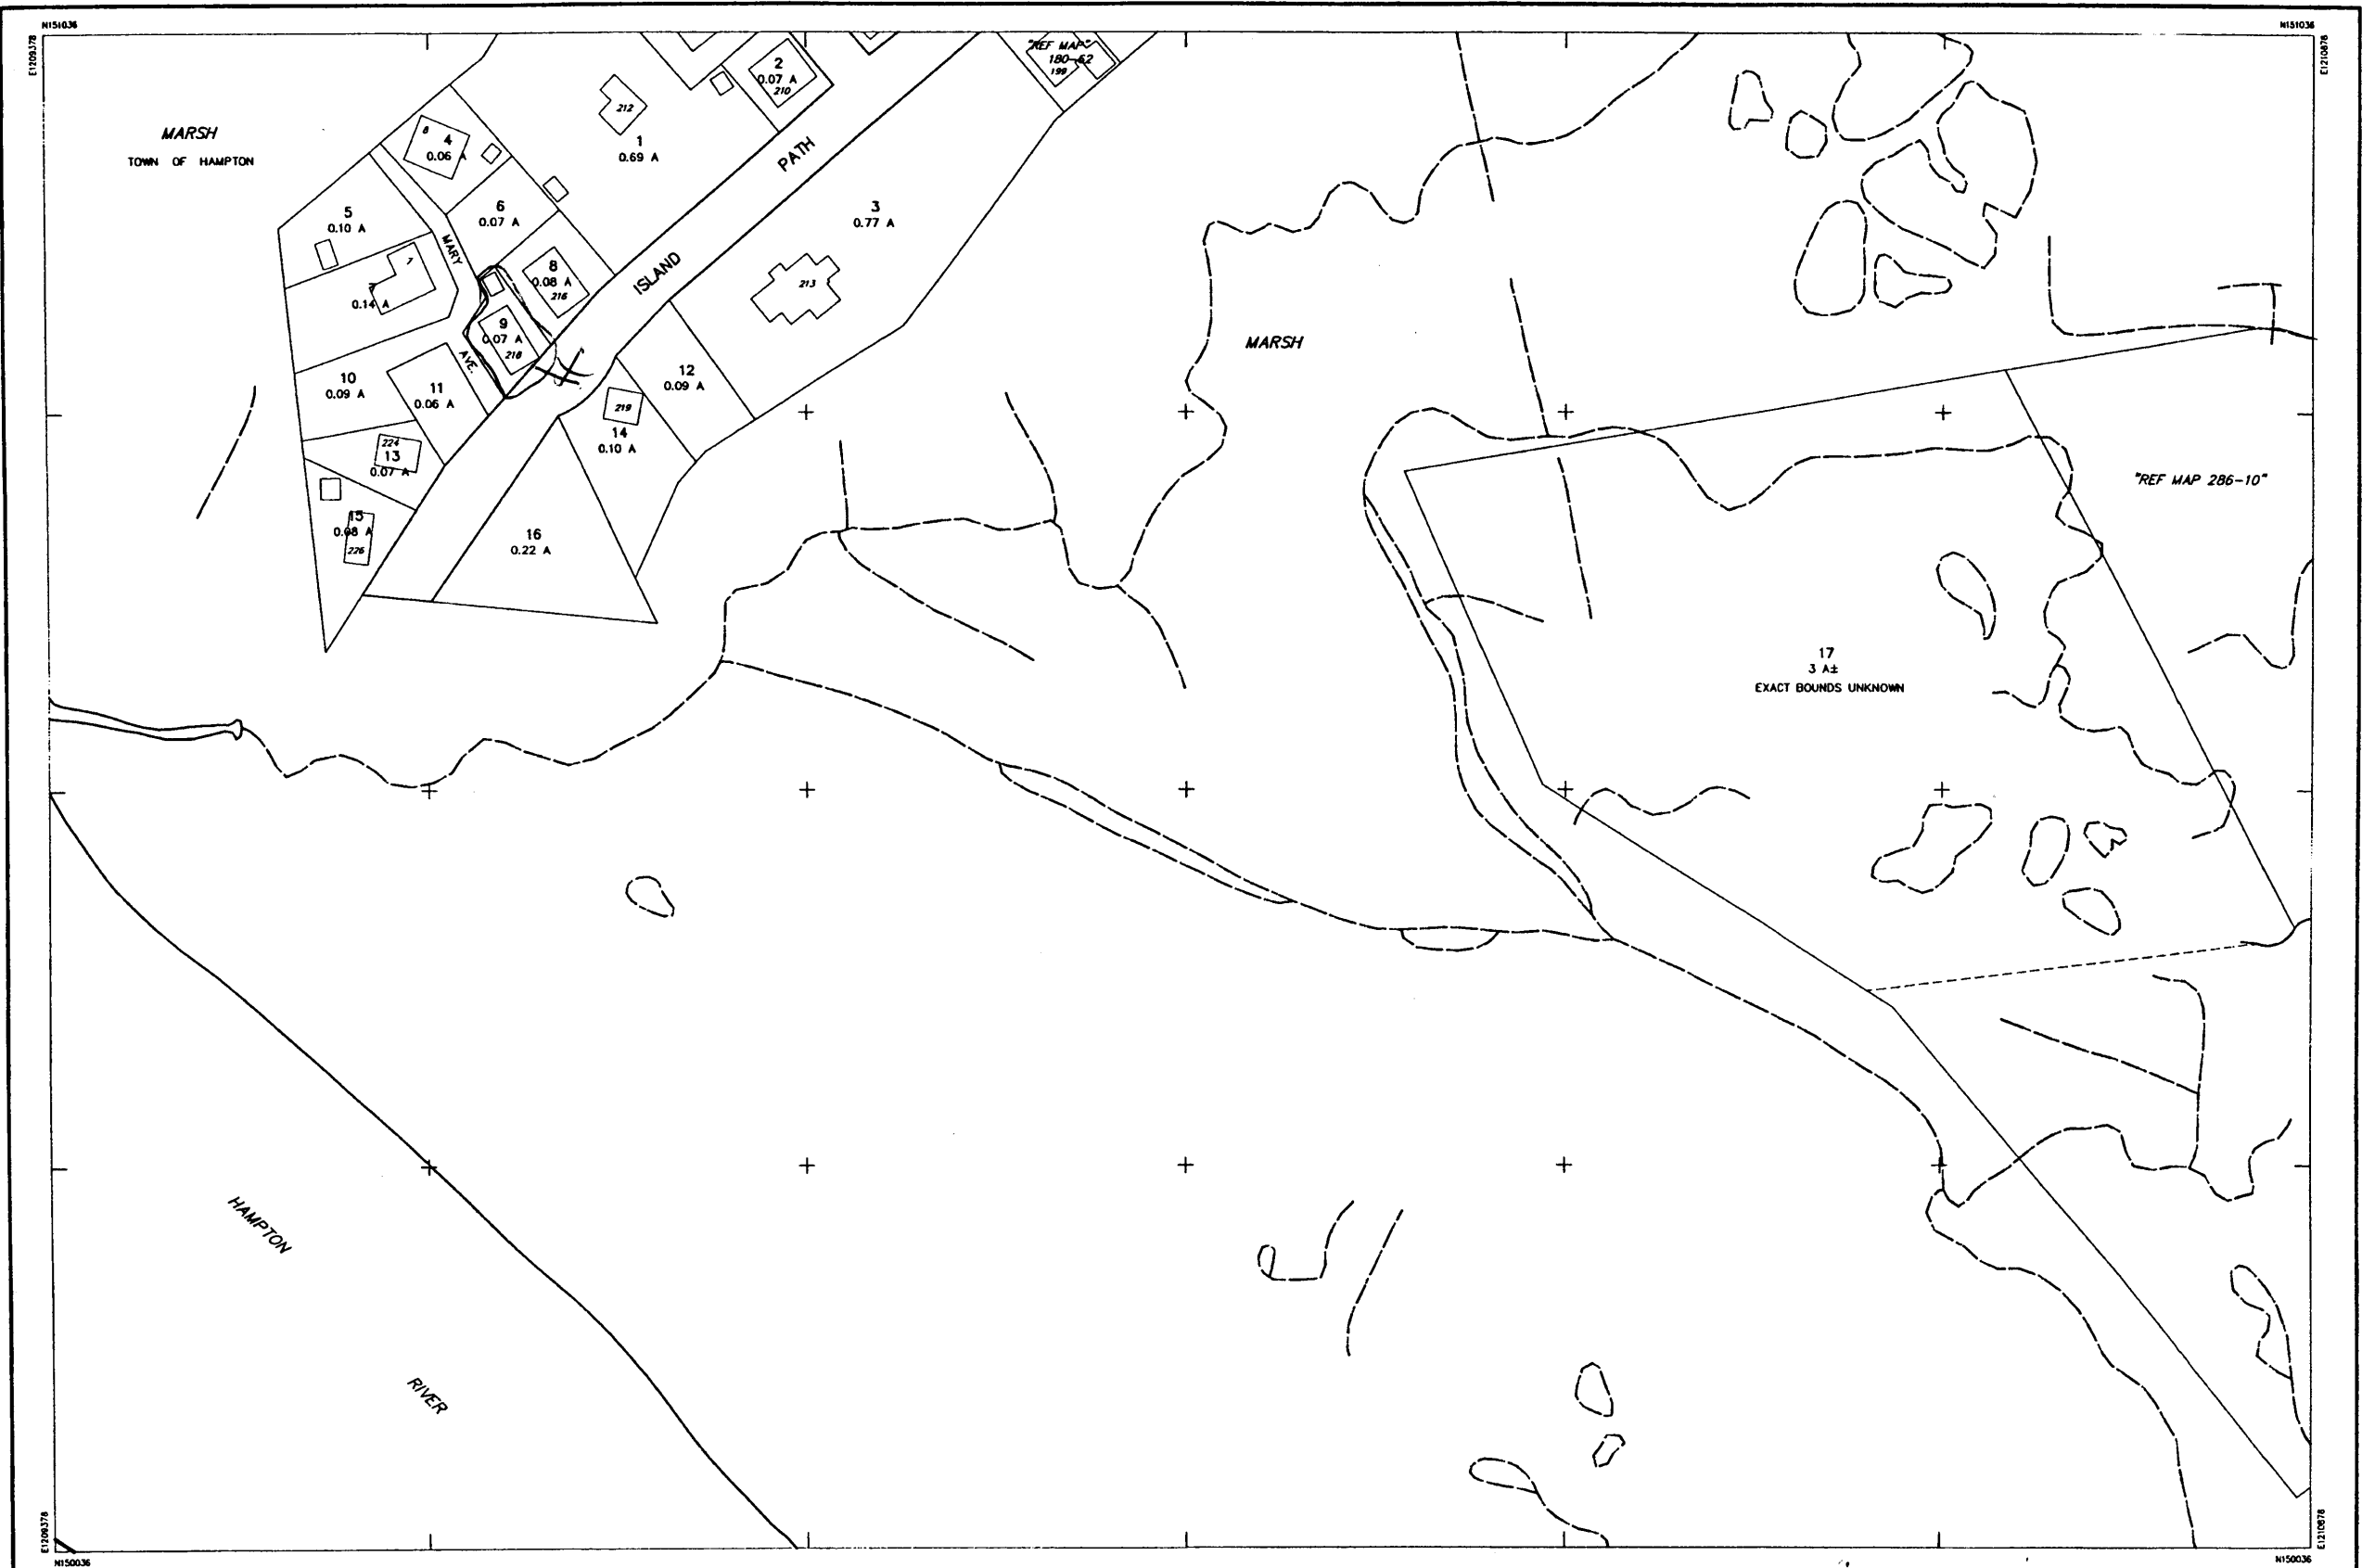 N151036
N151036
E1209378
E1210878
MARSH
TOWN OF HAMPTON
"REF MAP"
180-62
199
2
0.07 A
210
212
1
0.69 A
8
4
0.06 A
PATH
ISLAND
3
0.77 A
213
5
0.10 A
6
0.07 A
MARY
AVE.
7
7
0.14 A
8
0.08 A
216
9
0.07 A
218
MARSH
10
0.09 A
11
0.06 A
12
0.09 A
219
14
0.10 A
224
13
0.07 A
15
0.08 A
226
16
0.22 A
"REF MAP 286-10"
17
3 A±
EXACT BOUNDS UNKNOWN
HAMPTON
RIVER
E1209378
E1210878
N150036
N150036